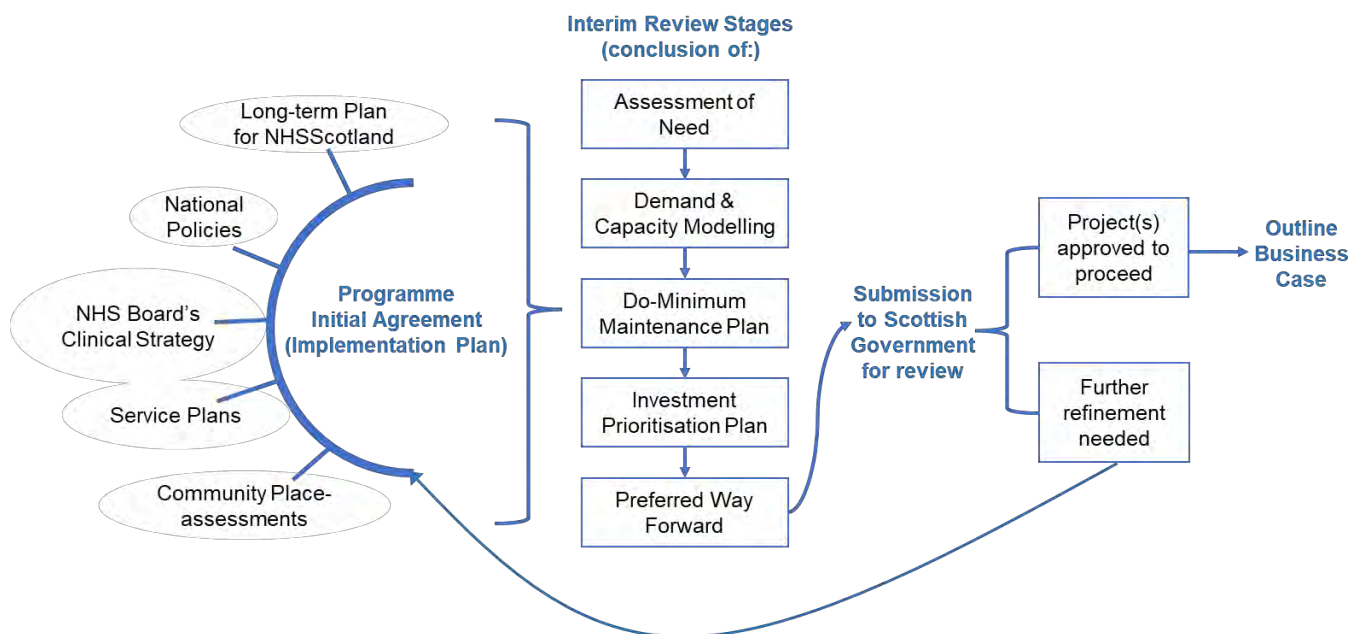 Interim Review Stages
(conclusion of:)
Long-term Plan
for NHSScotland
National
Policies
NHS Board's
Clinical Strategy
Service Plans
Community Place-
assessments
Programme
Initial Agreement
(Implementation Plan)
Assessment of
Need
Demand &
Capacity Modelling
Do-Minimum
Maintenance Plan
Investment
Prioritisation Plan
Preferred Way
Forward
Submission
to Scottish
Government
for review
Project(s)
approved to
proceed
Further
refinement
needed
Outline
Business
Case